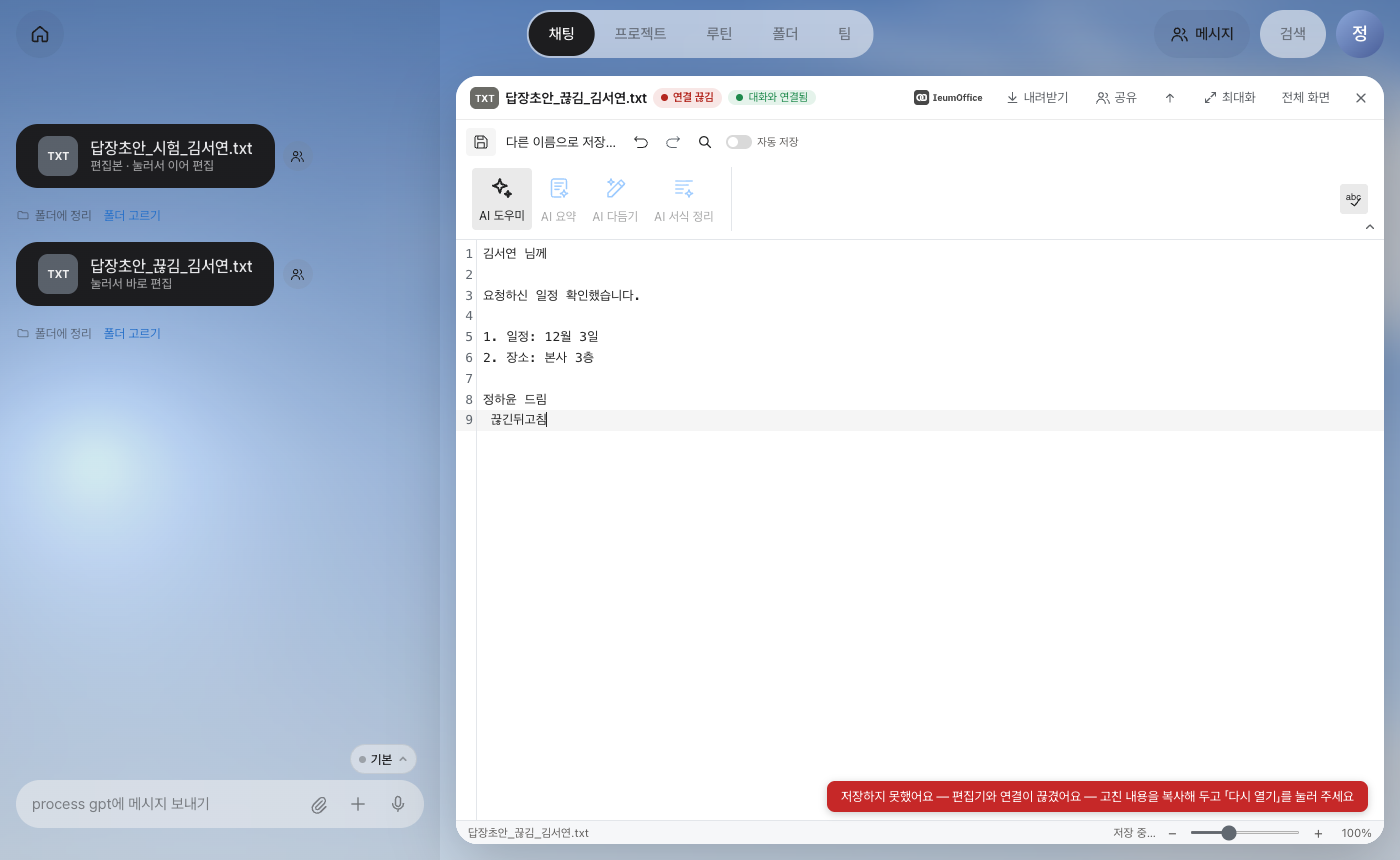 채팅
프로젝트
루틴
폴더
팀
메시지
검색
정
TXT
답장초안_시험_김서연.txt
편집본 · 눌러서 이어 편집
폴더에 정리
폴더 고르기
TXT
답장초안_끊김_김서연.txt
눌러서 바로 편집
폴더에 정리
폴더 고르기
기본
process gpt에 메시지 보내기
TXT
답장초안_끊김_김서연.txt
연결 끊김
대화와 연결됨
IeumOffice
내려받기
공유
최대화
전체 화면
다른 이름으로 저장...
자동 저장
AI 도우미
AI 요약
AI 다듬기
AI 서식 정리
abc
1 김서연 님께
2
3 요청하신 일정 확인했습니다.
4
5 1. 일정: 12월 3일
6 2. 장소: 본사 3층
7
8 정하윤 드림
9 끊긴뒤고침
저장하지 못했어요 — 편집기와 연결이 끊겼어요 — 고친 내용을 복사해 두고 「다시 열기」를 눌러 주세요
답장초안_끊김_김서연.txt
저장 중...
100%